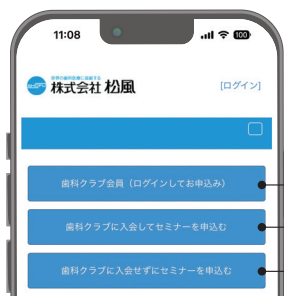 11:08
100
世界の歯科医療に貢献する
株式会社 松風
[ログイン]
歯科クラブ会員（ログインしてお申込み）
歯科クラブに入会してセミナーを申込む
歯科クラブに入会せずにセミナーを申込む